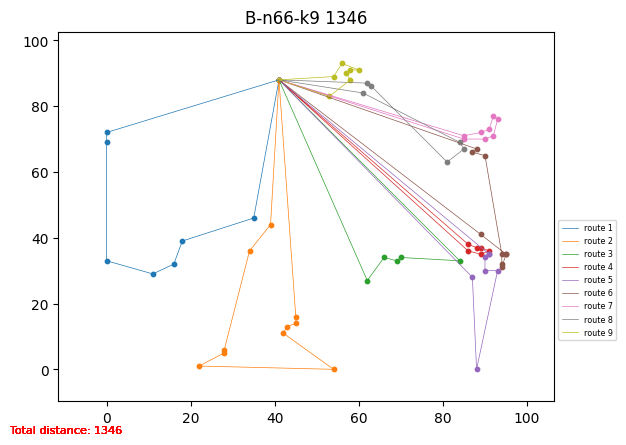 B-n66-k9 1346
100
80
60
40
20
0
0 20 40 60 80 100
route 1
route 2
route 3
route 4
route 5
route 6
route 7
route 8
route 9
Total distance: 1346